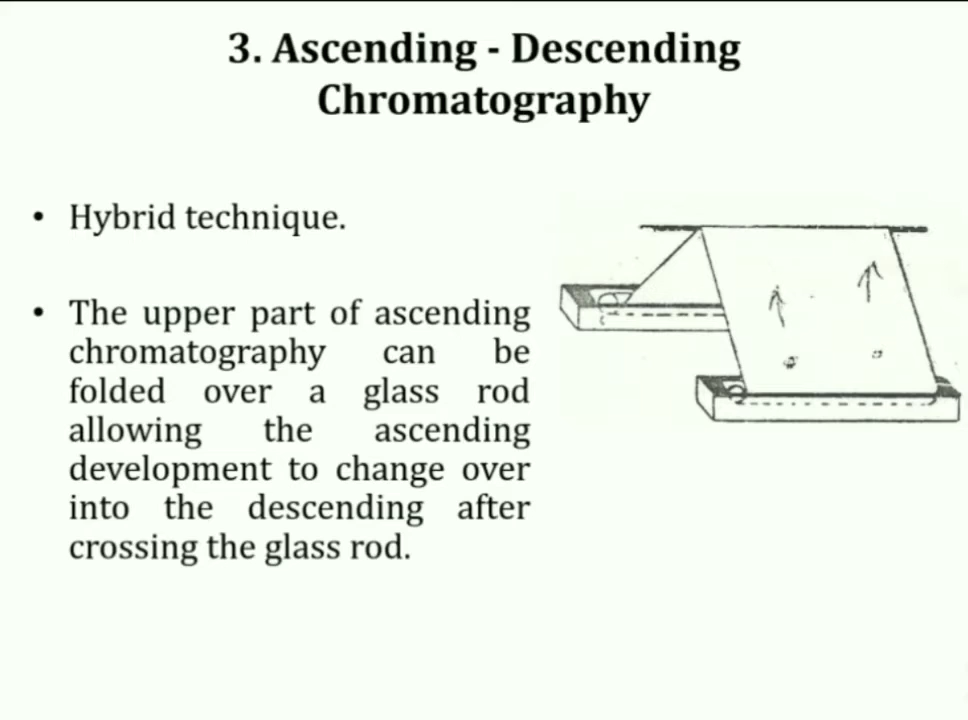 3. Ascending - Descending
Chromatography
• Hybrid technique.
• The upper part of ascending
chromatography can be
folded over a glass rod
allowing the ascending
development to change over
into the descending after
crossing the glass rod.